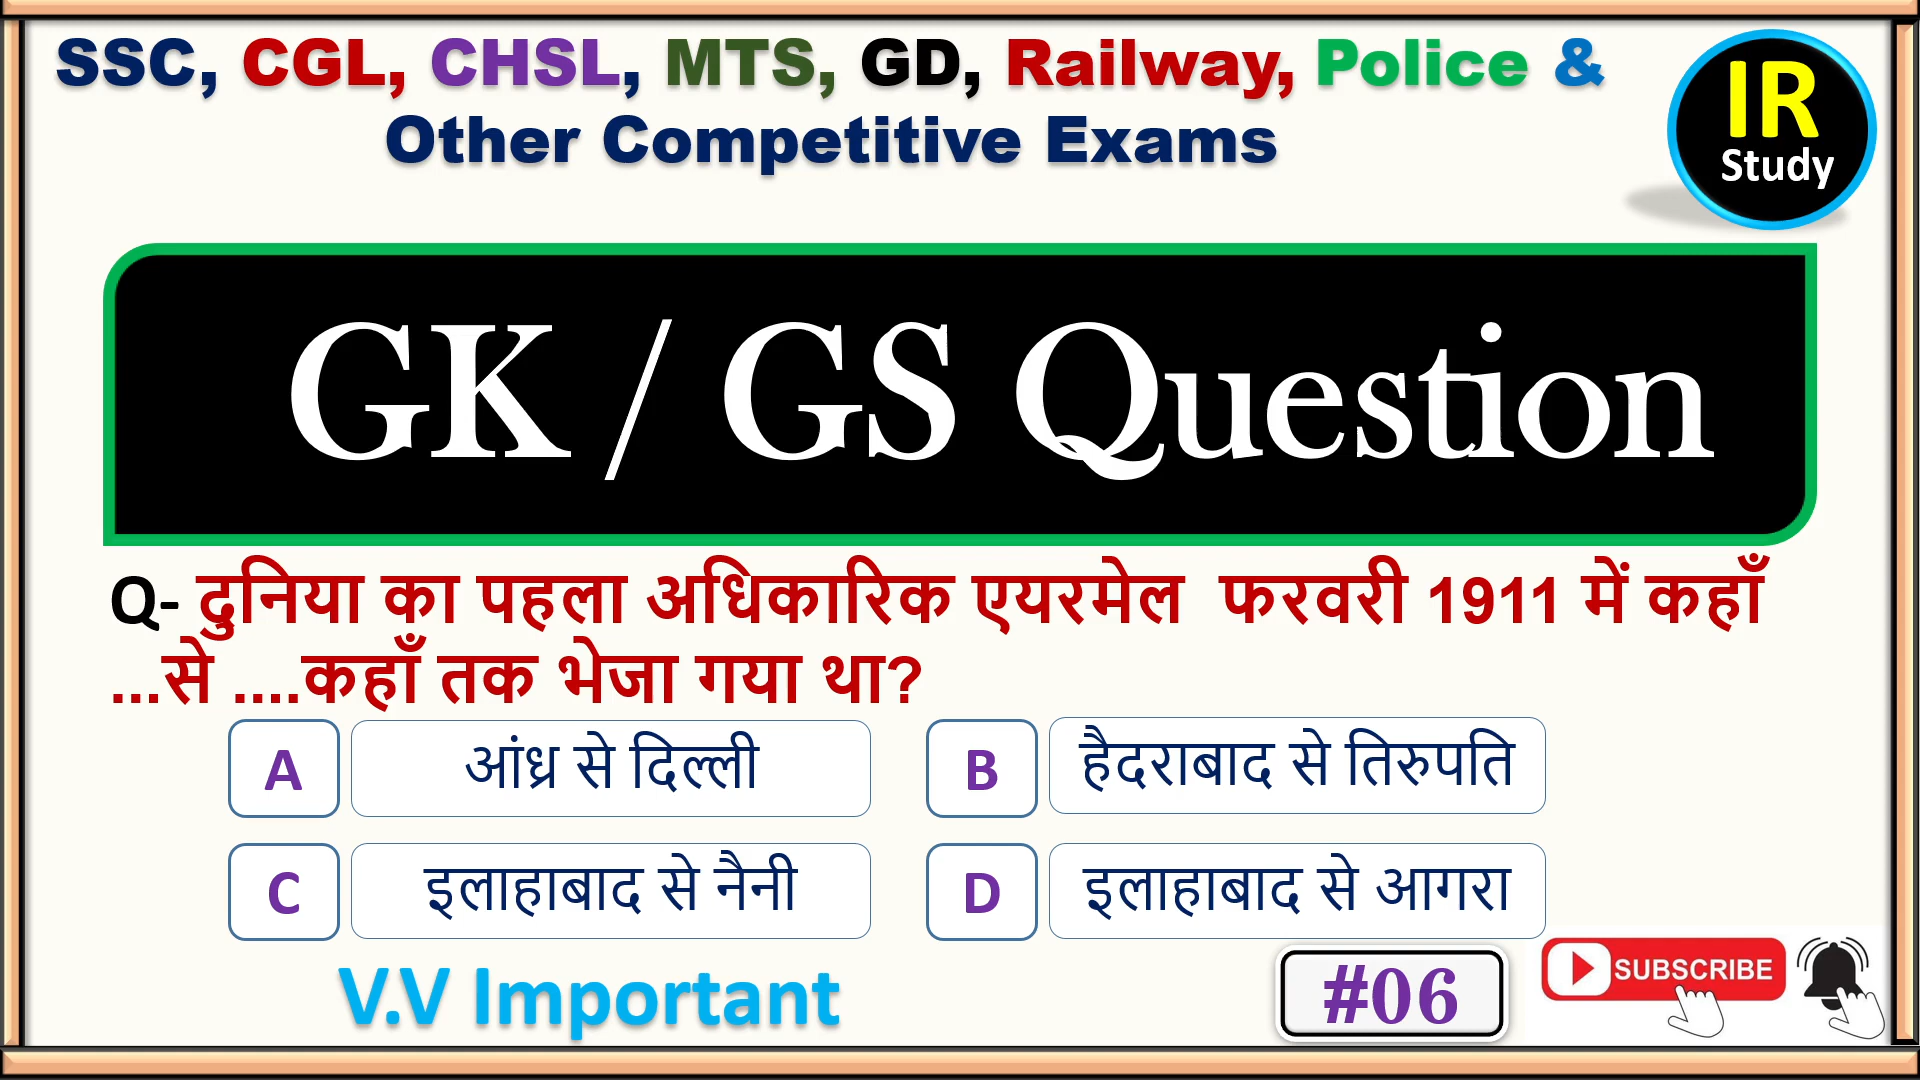 SSC, CGL, CHSL, MTS, GD, Railway, Police &
Other Competitive Exams
IR
Study
GK / GS Question
Q- दुनिया का पहला अधिकारिक एयरमेल फरवरी 1911 में कहाँ
...से ....कहाँ तक भेजा गया था?
A आंध्र से दिल्ली
B हैदराबाद से तिरुपति
C इलाहाबाद से नैनी
D इलाहाबाद से आगरा
V.V Important
#06
SUBSCRIBE